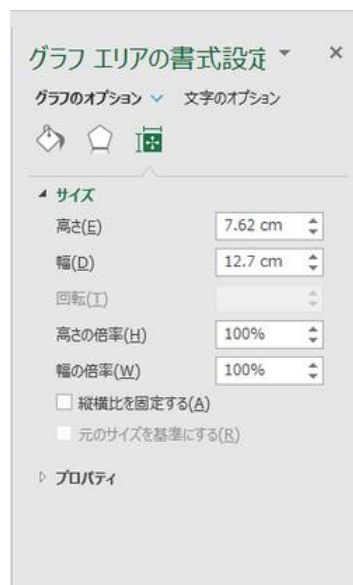 グラフ エリアの書式設定
グラフのオプション 文字のオプション
サイズ
高さ(E) 7.62 cm
幅(D) 12.7 cm
回転(T)
高さの倍率(H) 100%
幅の倍率(W) 100%
縦横比を固定する(A)
元のサイズを基準にする(R)
プロパティ